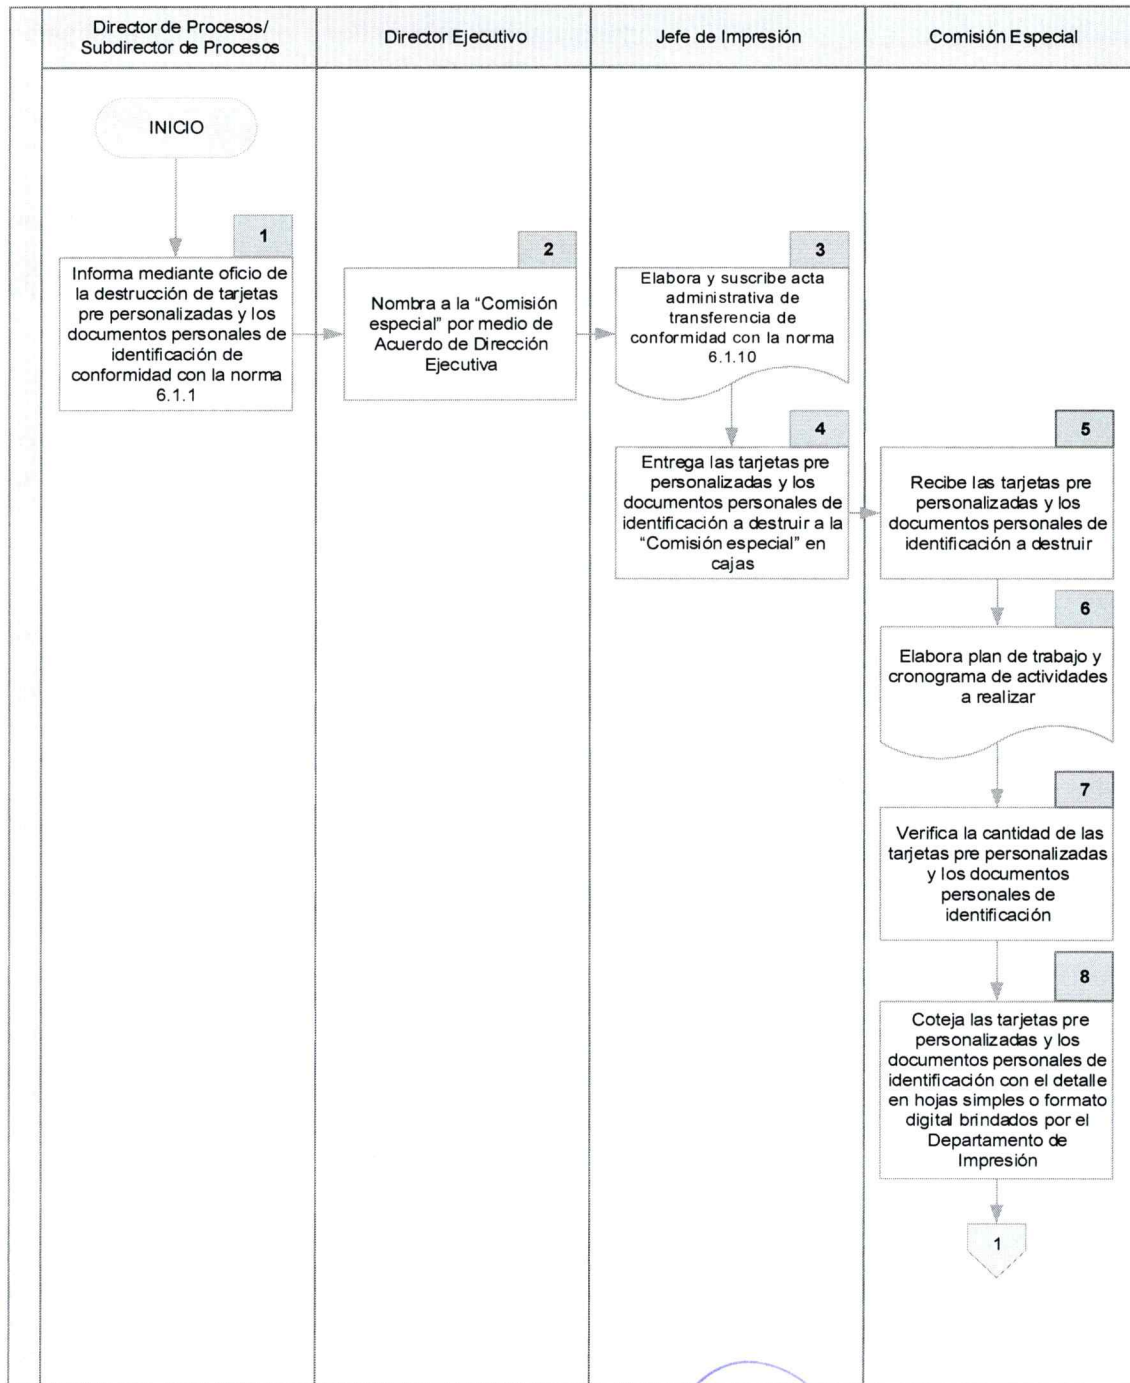 Director de Procesos/
Subdirector de Procesos
Director Ejecutivo
Jefe de Impresión
Comisión Especial
INICIO
1
Informa mediante oficio de
la destrucción de tarjetas
pre personalizadas y los
documentos personales de
identificación de
conformidad con la norma
6.1.1
2
Nombra a la “Comisión
especial” por medio de
Acuerdo de Dirección
Ejecutiva
3
Elabora y suscribe acta
administrativa de
transferencia de
conformidad con la norma
6.1.10
4
Entrega las tarjetas pre
personalizadas y los
documentos personales de
identificación a destruir a la
“Comisión especial” en
cajas
5
Recibe las tarjetas pre
personalizadas y los
documentos personales de
identificación a destruir
6
Elabora plan de trabajo y
cronograma de actividades
a realizar
7
Verifica la cantidad de las
tarjetas pre personalizadas
y los documentos
personales de
identificación
8
Coteja las tarjetas pre
personalizadas y los
documentos personales de
identificación con el detalle
en hojas simples o formato
digital brindados por el
Departamento de
Impresión
1